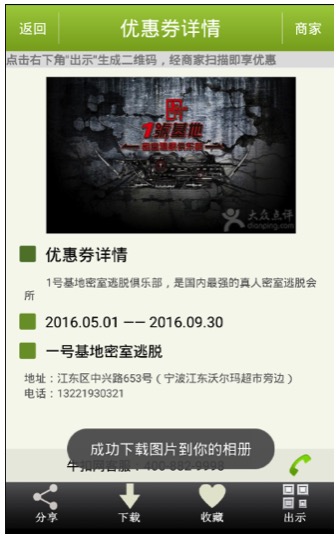 返回
优惠券详情
商家
点击右下角"出示"生成二维码，经商家扫描即享优惠
1號基地
大众点评
dianping.com
优惠券详情
1号基地密室逃脱俱乐部，是国内最强的真人密室逃脱会
所
2016.05.01 —— 2016.09.30
一号基地密室逃脱
地址：江东区中兴路653号（宁波江东沃尔玛超市旁边）
电话：13221930321
成功下载图片到你的相册
分享
下载
收藏
出示